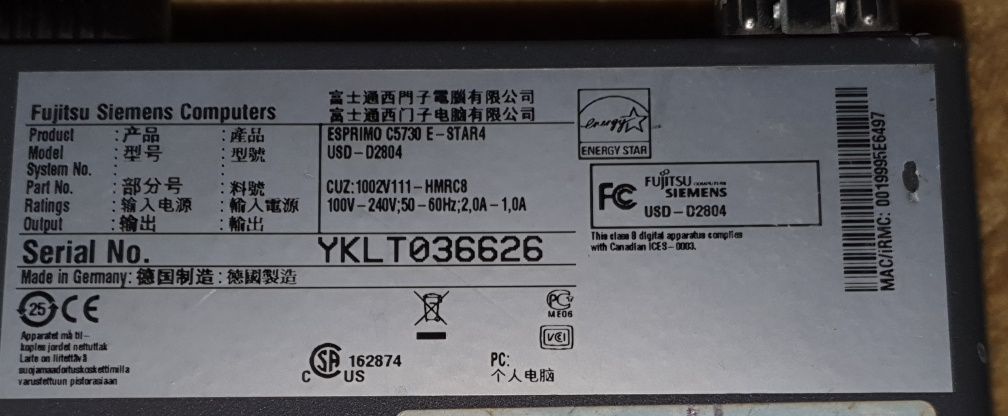 Fujitsu Siemens Computers
富士通西門子電腦有限公司
富士通西门子电脑有限公司
Product : 产品 : 產品 ESPRIMO C5730 E-STAR4
Model : 型号 : 型號 USD-D2804
System No. :
Part No. : 部分号 : 料號 CUZ:1002V111-HMRC8
Ratings : 输入电源 : 輸入電源 100V-240V;50-60Hz;2,0A-1,0A
Output : 输出 : 輸出
Serial No. YKLT036626
Made in Germany: 德国制造 : 德國製造
energy
ENERGY STAR
FC FUJITSU COMPUTERS
SIEMENS
USD-D2804
This class B digital apparatus complies
with Canadian ICES-0003.
MAC/iRMC: 0019995E6497
25 CE
Apparatet må til-
koples jordet nettuttak
Laite on liitettävä
suojamaadoituskoskettimilla
varustettuun pistorasiaan
C SA US 162874
PC
ME06
VCI
PC:
个人电脑